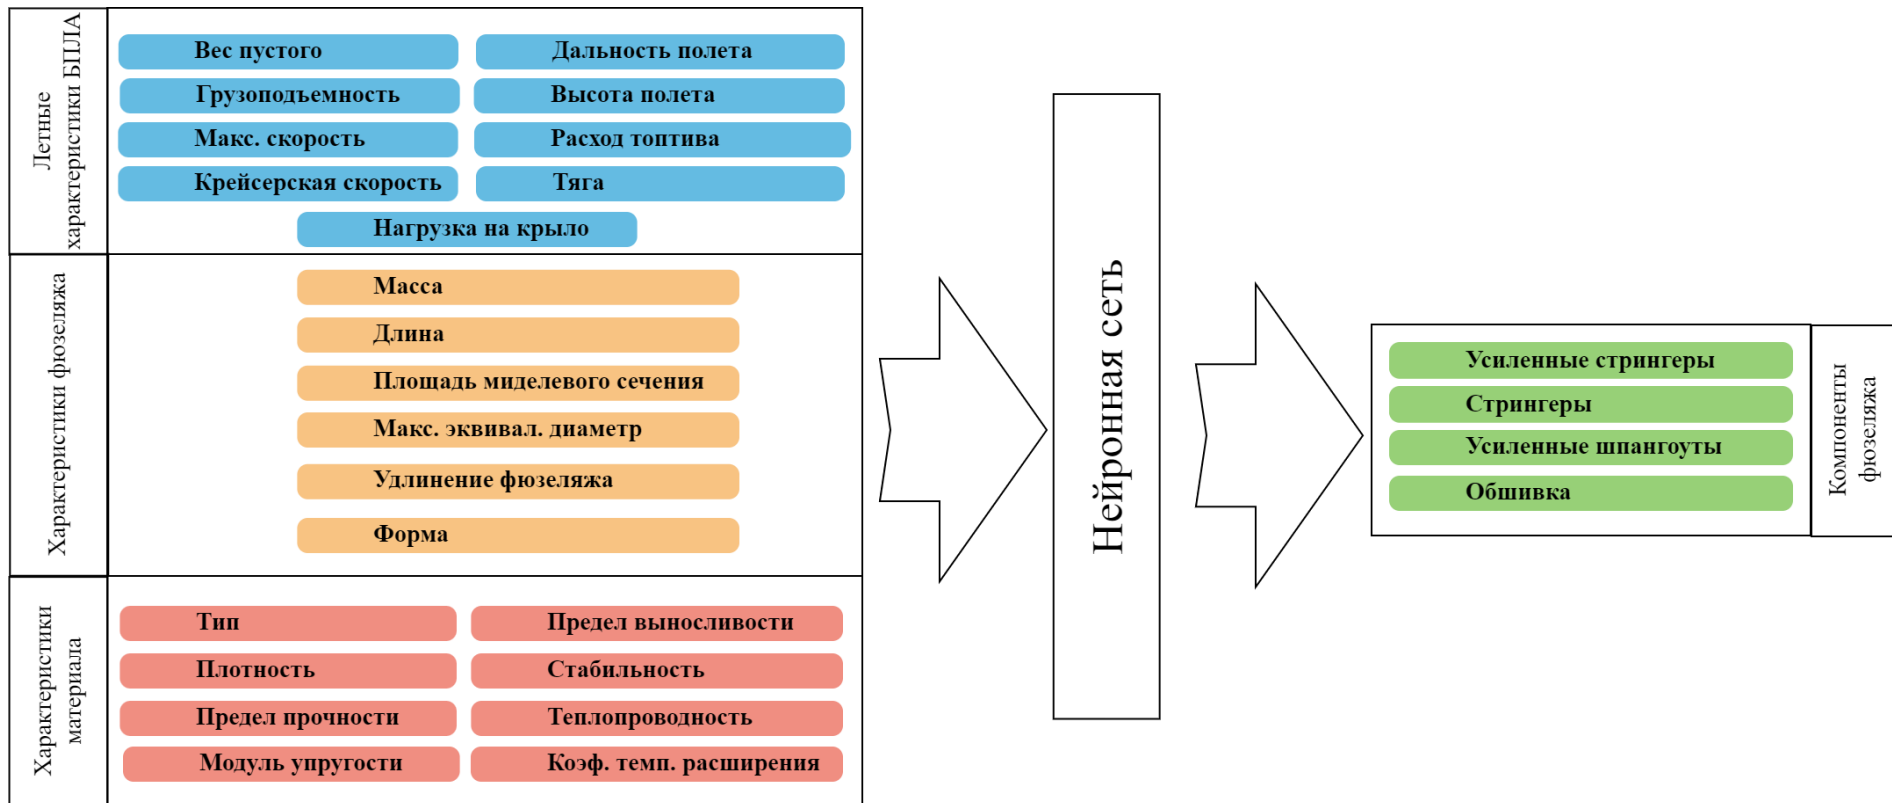 Летные
характеристики БПЛА
Вес пустого
Дальность полета
Грузоподъемность
Высота полета
Макс. скорость
Расход топтива
Крейсерская скорость
Тяга
Нагрузка на крыло
Характеристики фюзеляжа
Масса
Длина
Площадь миделевого сечения
Макс. эквивал. диаметр
Удлинение фюзеляжа
Форма
Характеристики
материала
Тип
Предел выносливости
Плотность
Стабильность
Предел прочности
Теплопроводность
Модуль упругости
Коэф. темп. расширения
Нейронная сеть
Усиленные стрингеры
Стрингеры
Усиленные шпангоуты
Обшивка
Компоненты
фюзеляжа